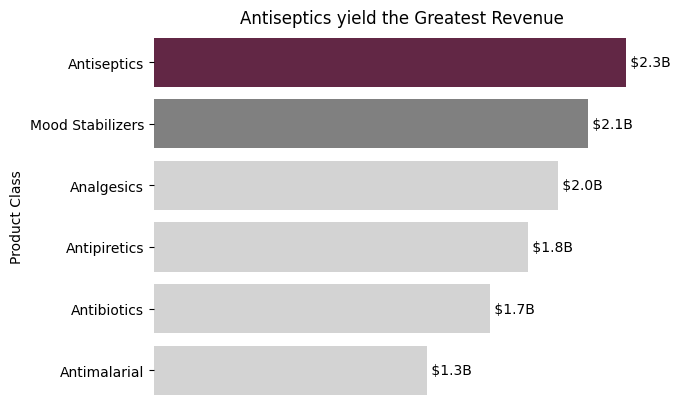 Antiseptics yield the Greatest Revenue
Product Class
Antiseptics $2.3B
Mood Stabilizers $2.1B
Analgesics $2.0B
Antipiretics $1.8B
Antibiotics $1.7B
Antimalarial $1.3B